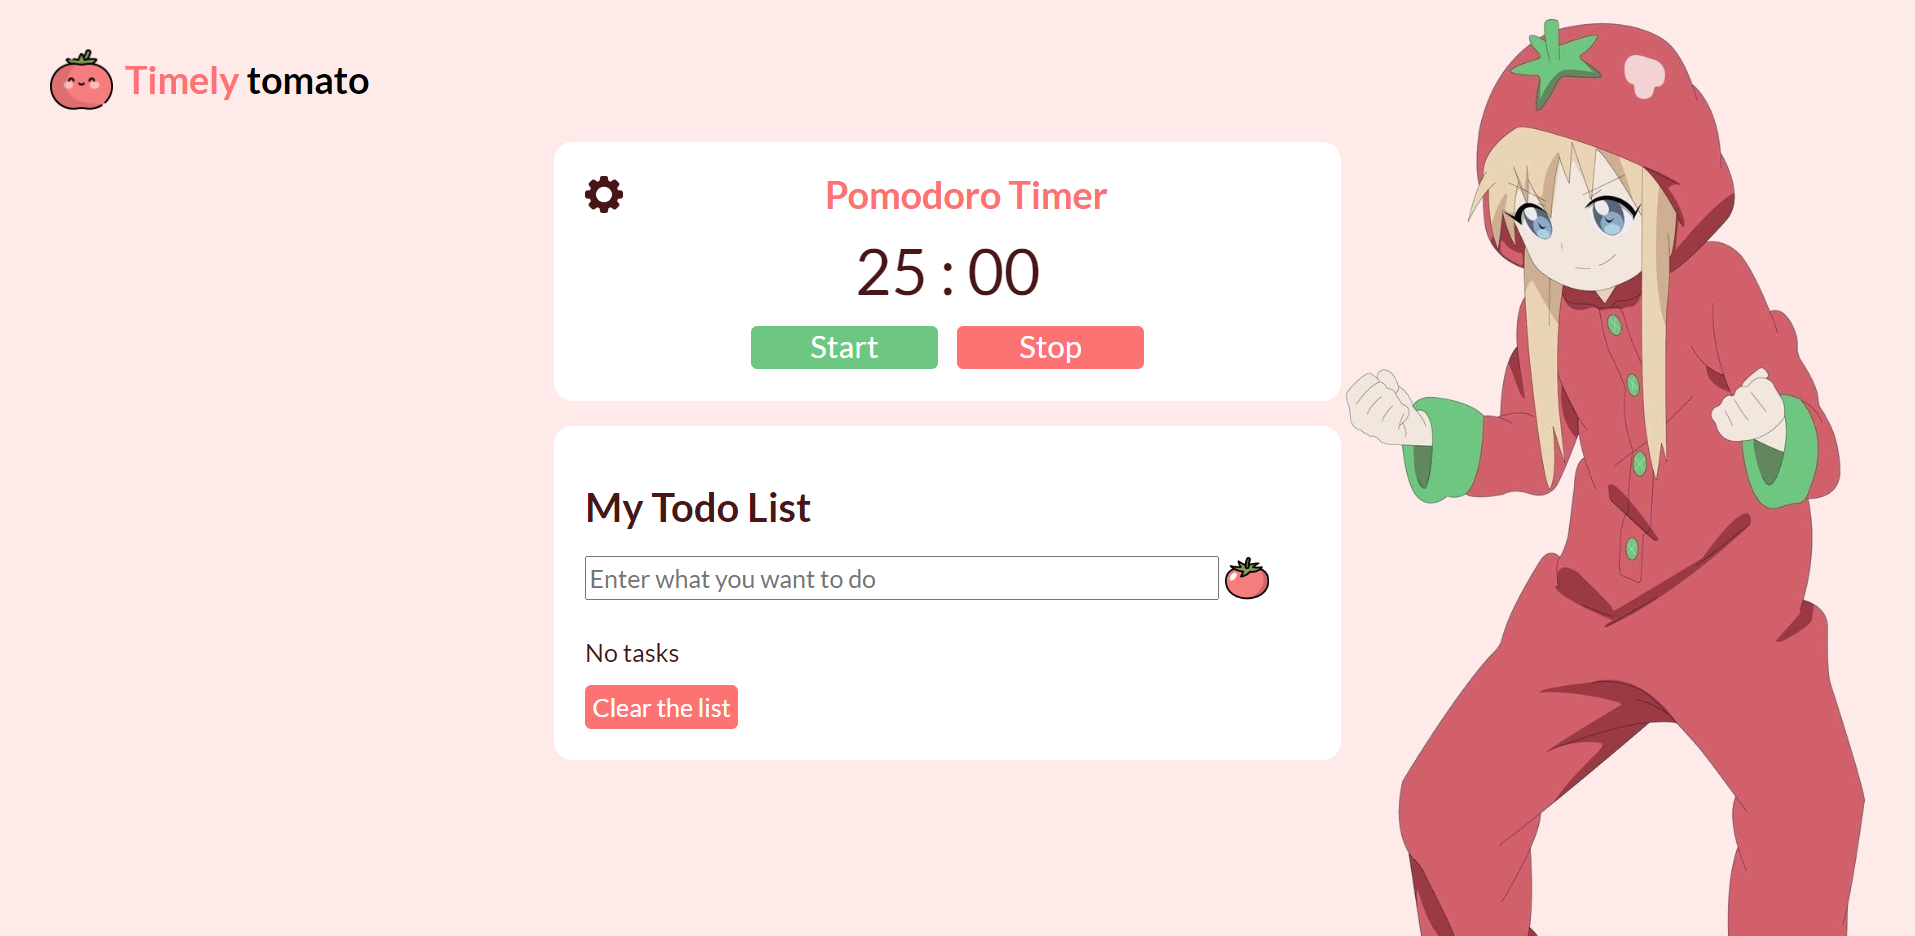 Timely tomato
Pomodoro Timer
25 : 00
Start
Stop
My Todo List
Enter what you want to do
No tasks
Clear the list